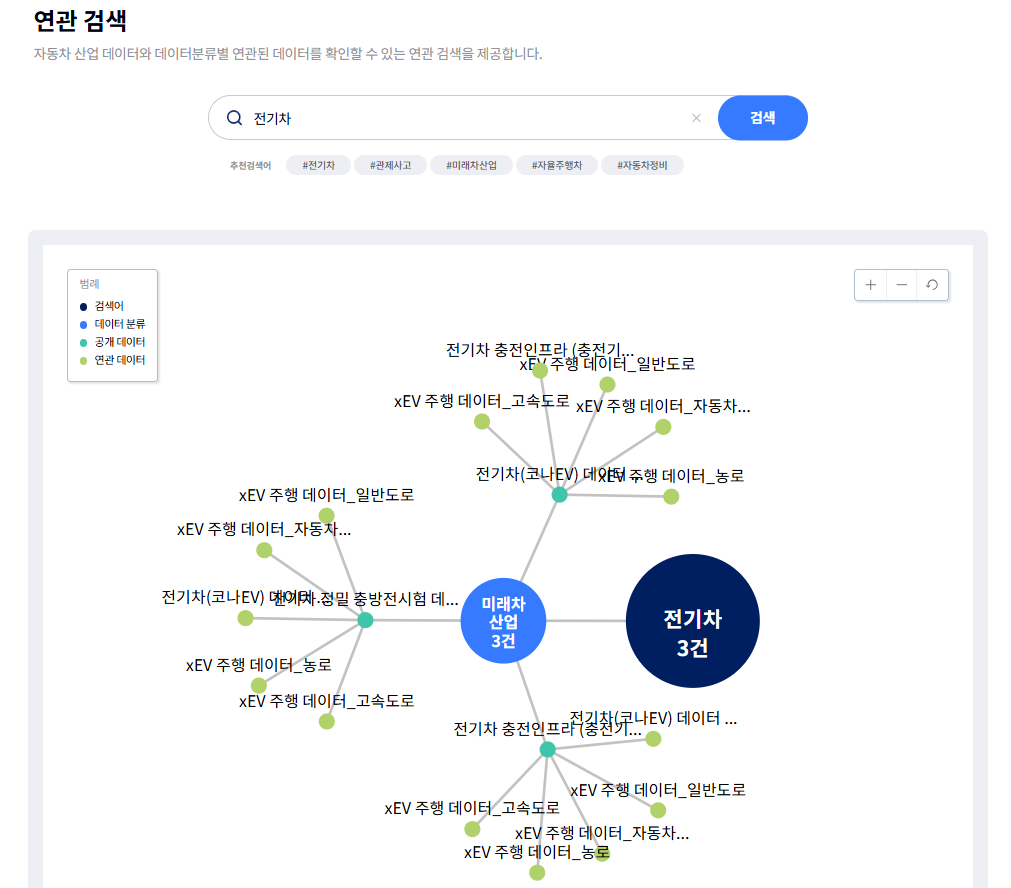 연관 검색
자동차 산업 데이터와 데이터분류별 연관된 데이터를 확인할 수 있는 연관 검색을 제공합니다.
전기차
검색
추천검색어 #전기차 #관제사고 #미래차산업 #자율주행차 #자동차정비
범례
검색어
데이터 분류
공개 데이터
연관 데이터
전기차 충전인프라 (충전기...
xEV 주행 데이터_일반도로
xEV 주행 데이터_고속도로
xEV 주행 데이터_자동차...
전기차(코나EV) 데이터 ...
xEV 주행 데이터_농로
xEV 주행 데이터_일반도로
xEV 주행 데이터_자동차...
전기차(코나EV) 데이터 ...
전기차 정밀 충방전시험 데...
xEV 주행 데이터_농로
xEV 주행 데이터_고속도로
미래차
산업
3건
전기차
3건
전기차(코나EV) 데이터 ...
전기차 충전인프라 (충전기...
xEV 주행 데이터_일반도로
xEV 주행 데이터_고속도로
xEV 주행 데이터_자동차...
xEV 주행 데이터_농로